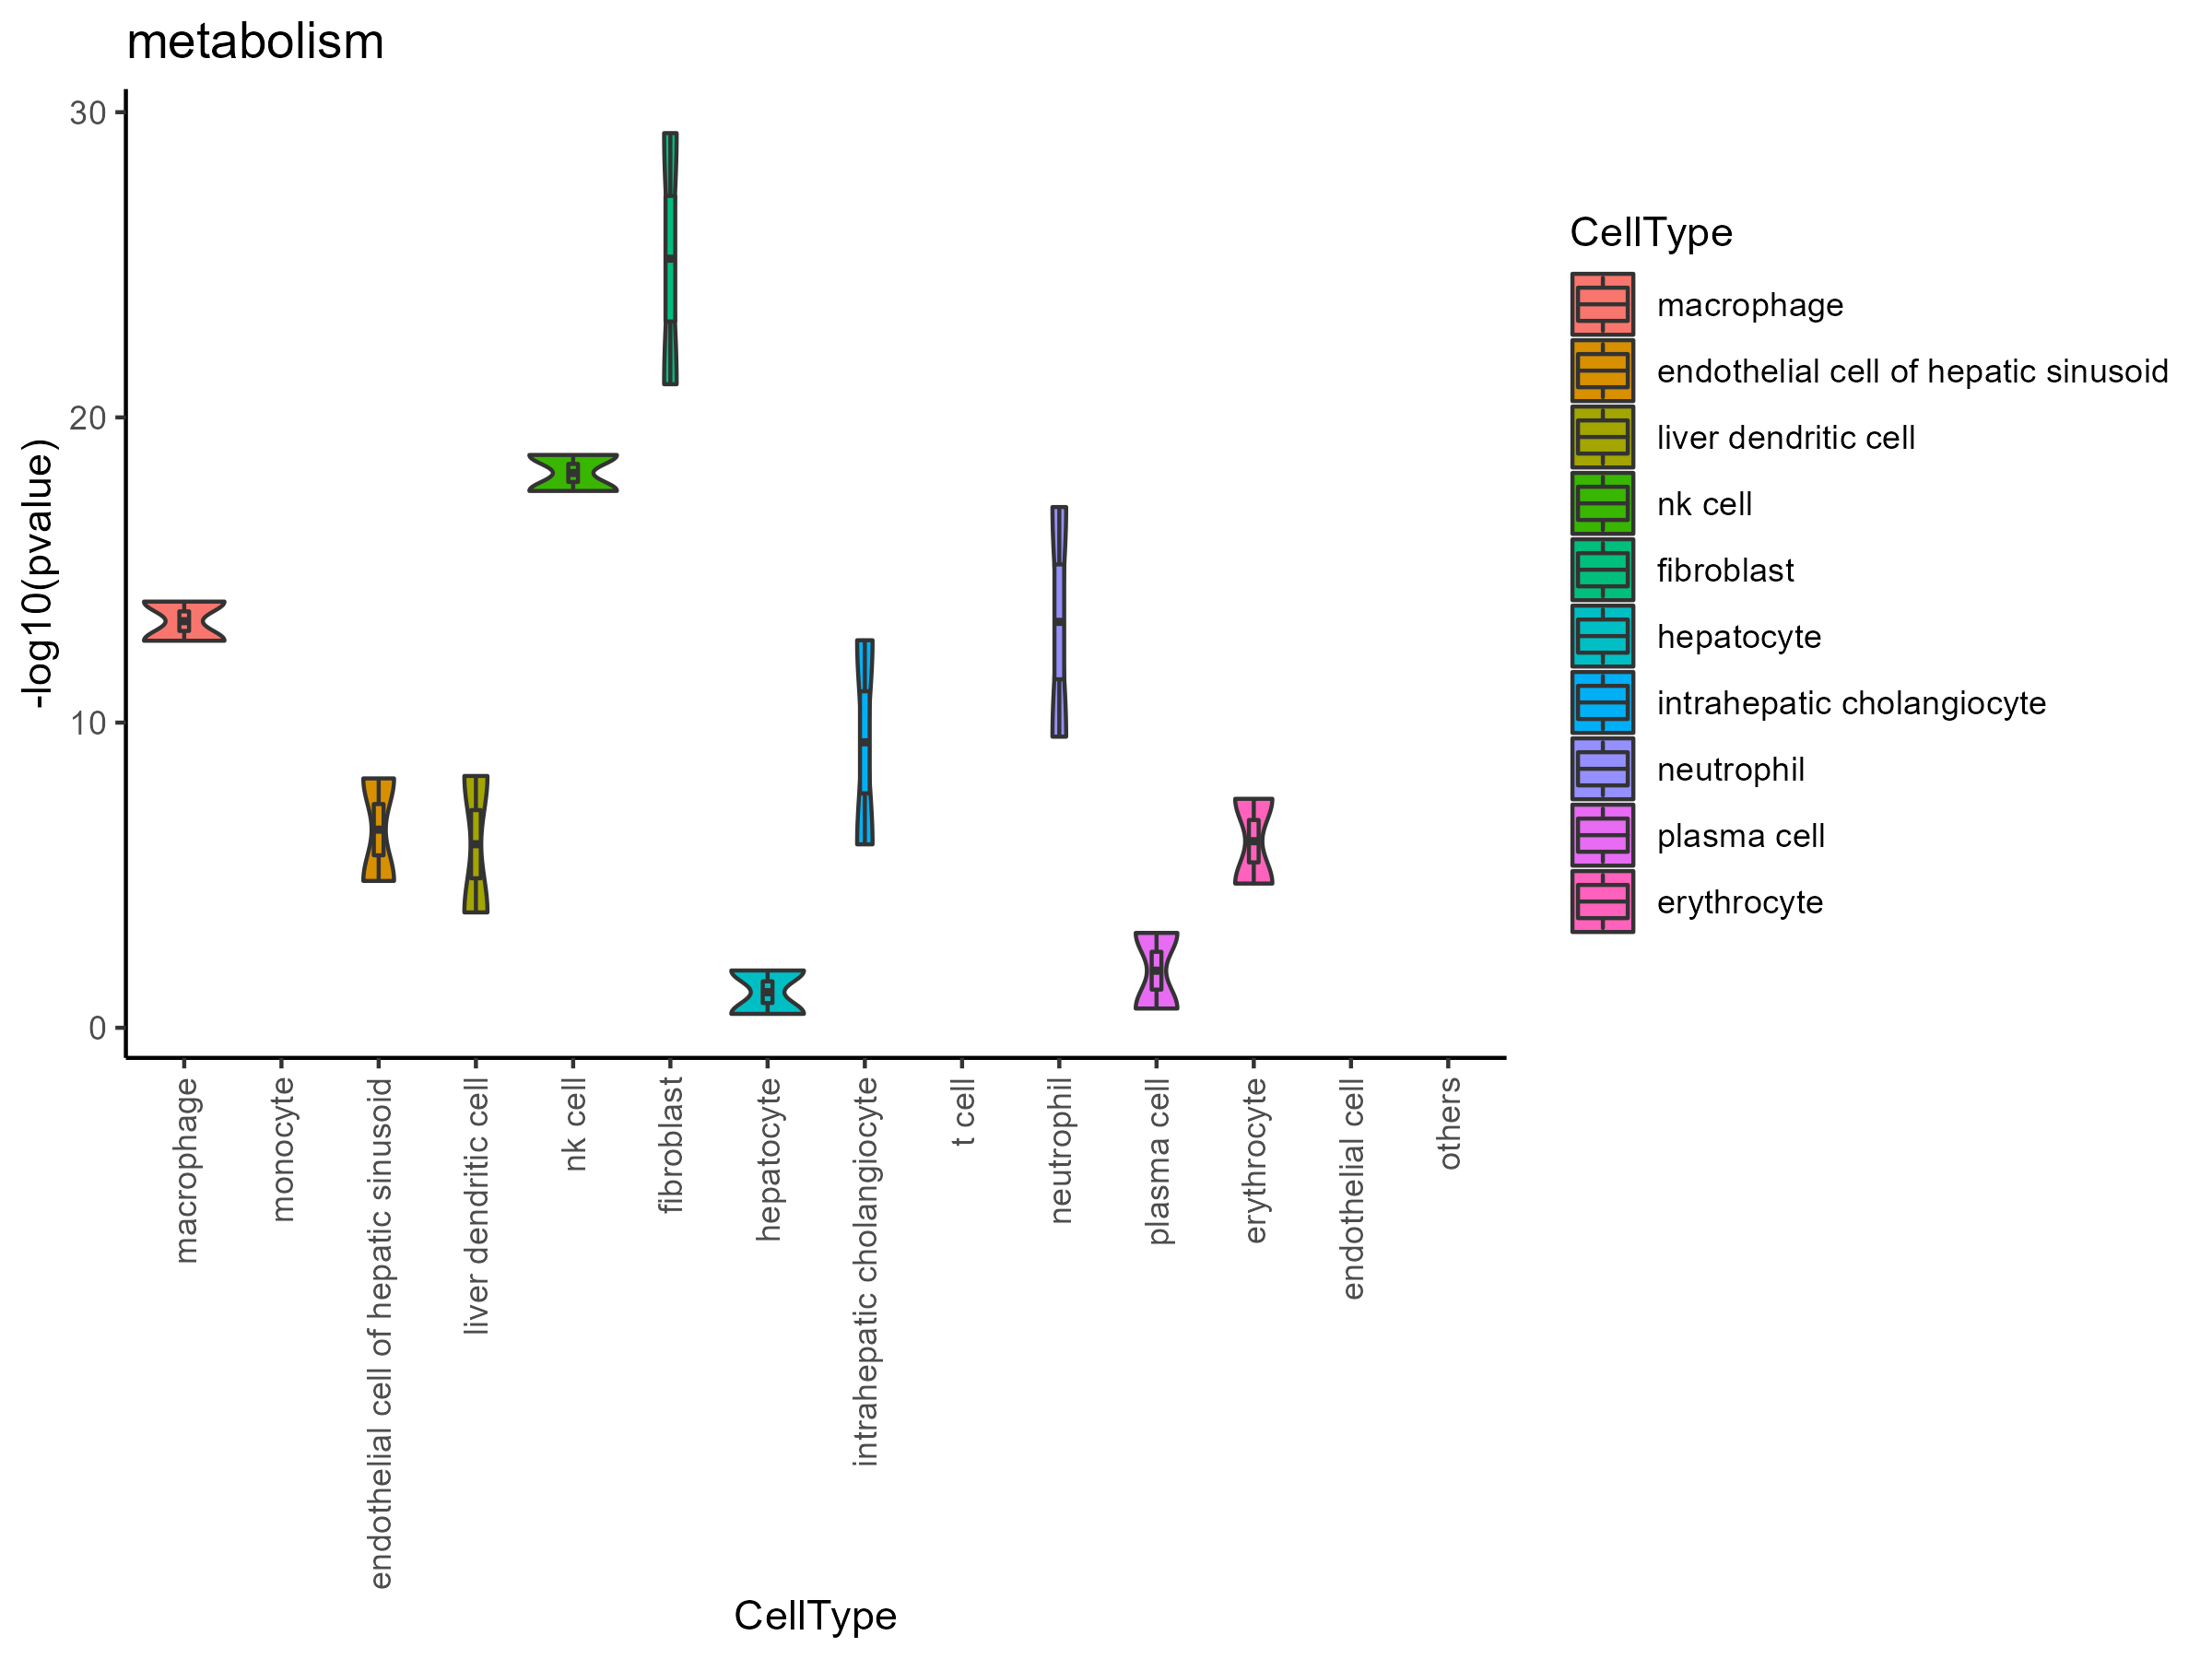 metabolism
30
20
10
0
-log10(pvalue)
macrophage
monocyte
endothelial cell of hepatic sinusoid
liver dendritic cell
nk cell
fibroblast
hepatocyte
intrahepatic cholangiocyte
t cell
neutrophil
plasma cell
erythrocyte
endothelial cell
others
CellType
CellType
macrophage
endothelial cell of hepatic sinusoid
liver dendritic cell
nk cell
fibroblast
hepatocyte
intrahepatic cholangiocyte
neutrophil
plasma cell
erythrocyte